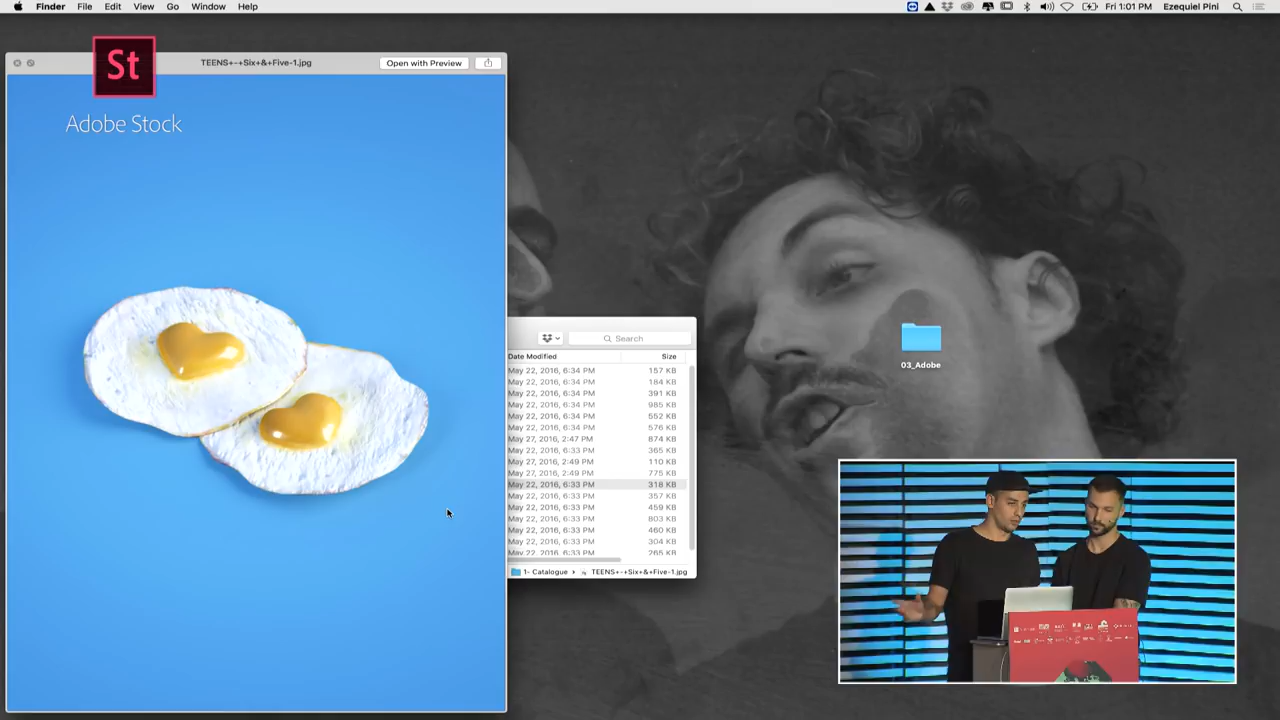 Finder File Edit View Go Window Help
Fri 1:01 PM Ezequiel Pini
TEENS+-+Six+&+Five-1.jpg
Open with Preview
St
Adobe Stock
Search
Date Modified Size
May 22, 2016, 6:34 PM 157 KB
May 22, 2016, 6:34 PM 184 KB
May 22, 2016, 6:34 PM 391 KB
May 22, 2016, 6:34 PM 985 KB
May 22, 2016, 6:34 PM 552 KB
May 22, 2016, 6:34 PM 576 KB
May 27, 2016, 2:47 PM 874 KB
May 22, 2016, 6:33 PM 365 KB
May 27, 2016, 2:49 PM 110 KB
May 27, 2016, 2:49 PM 775 KB
May 22, 2016, 6:33 PM 318 KB
May 22, 2016, 6:33 PM 357 KB
May 22, 2016, 6:33 PM 459 KB
May 22, 2016, 6:33 PM 803 KB
May 22, 2016, 6:33 PM 460 KB
May 22, 2016, 6:33 PM 304 KB
May 22, 2016, 6:33 PM 265 KB
1- Catalogue › TEENS+-+Six+&+Five-1.jpg
03_Adobe